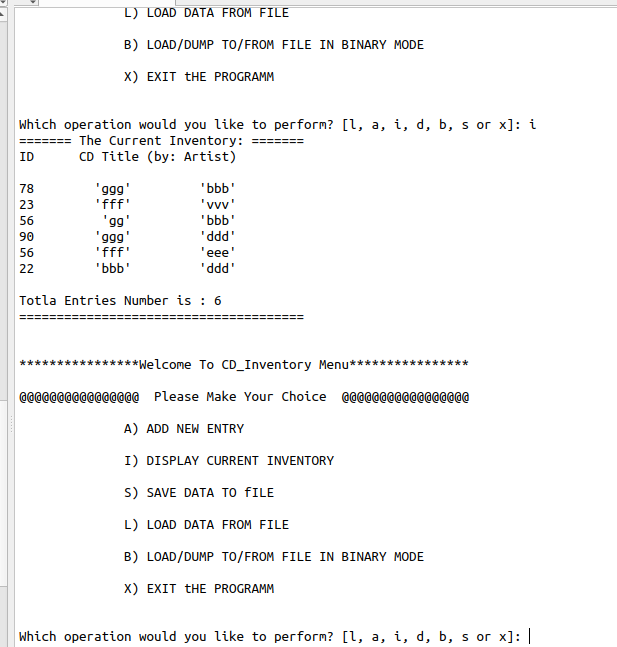 L) LOAD DATA FROM FILE
B) LOAD/DUMP TO/FROM FILE IN BINARY MODE
X) EXIT tHE PROGRAMM
Which operation would you like to perform? [l, a, i, d, b, s or x]: i
======= The Current Inventory: =======
ID CD Title (by: Artist)
78 'ggg' 'bbb'
23 'fff' 'vvv'
56 'gg' 'bbb'
90 'ggg' 'ddd'
56 'fff' 'eee'
22 'bbb' 'ddd'
Totla Entries Number is : 6
======================================
****************Welcome To CD_Inventory Menu****************
@@@@@@@@@@@@@@@@ Please Make Your Choice @@@@@@@@@@@@@@@@@
A) ADD NEW ENTRY
I) DISPLAY CURRENT INVENTORY
S) SAVE DATA TO fILE
L) LOAD DATA FROM FILE
B) LOAD/DUMP TO/FROM FILE IN BINARY MODE
X) EXIT tHE PROGRAMM
Which operation would you like to perform? [l, a, i, d, b, s or x]: